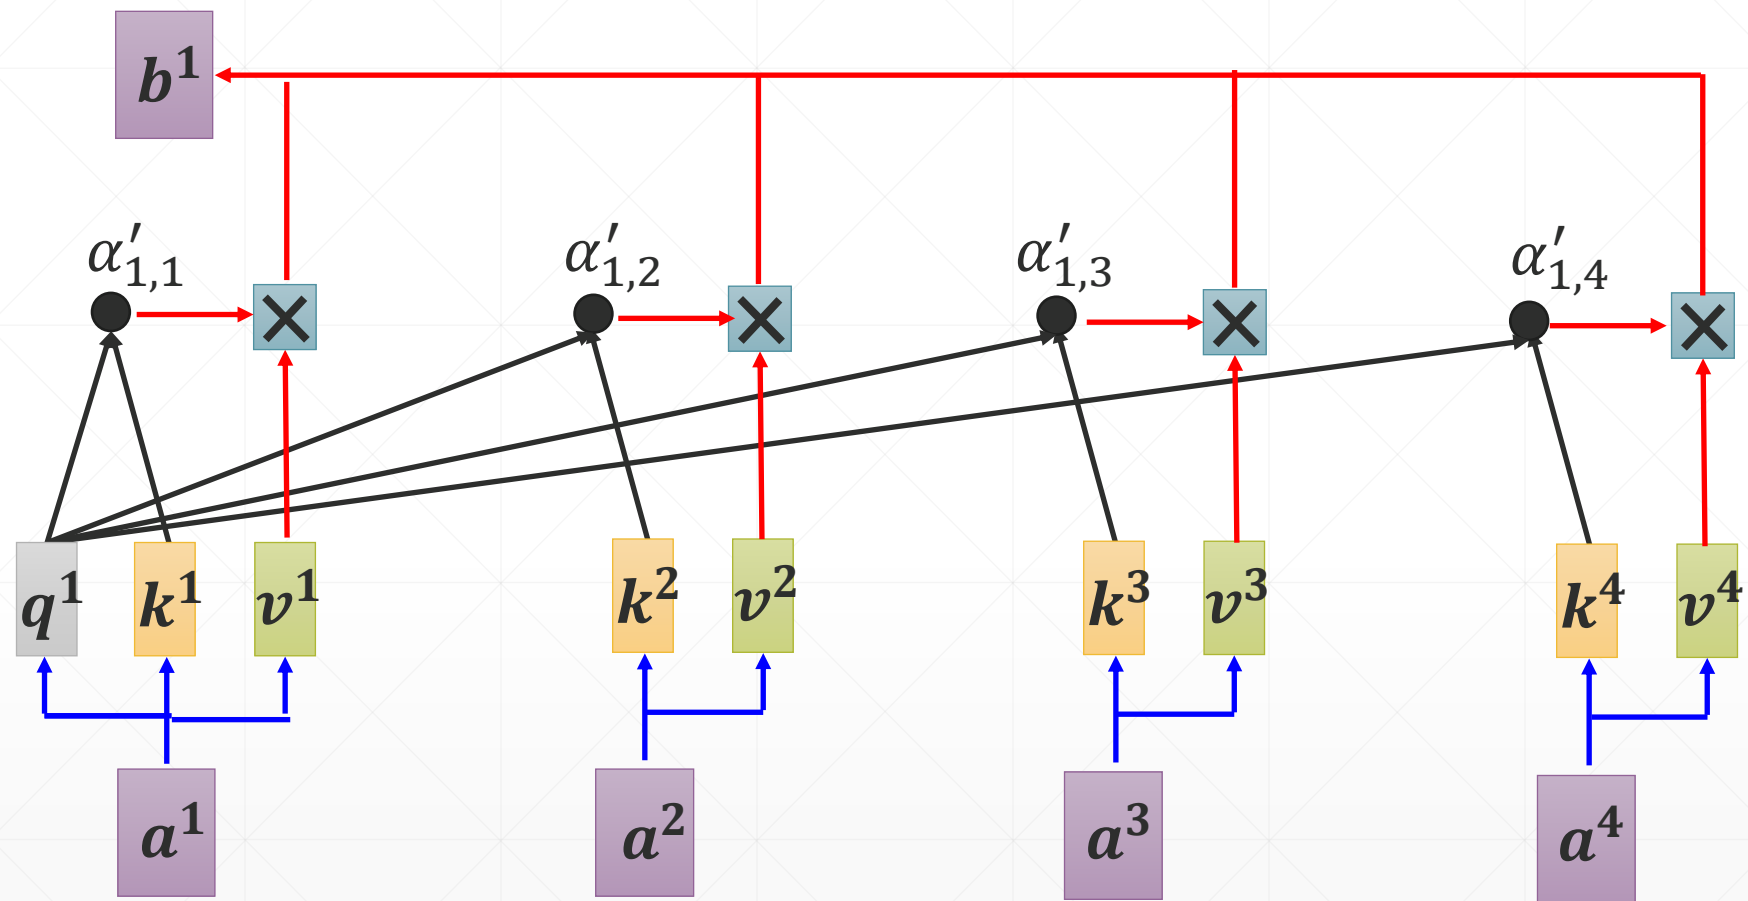 b¹
α′₁,₁ α′₁,₂ α′₁,₃ α′₁,₄
q¹ k¹ v¹ k² v² k³ v³ k⁴ v⁴
a¹ a² a³ a⁴